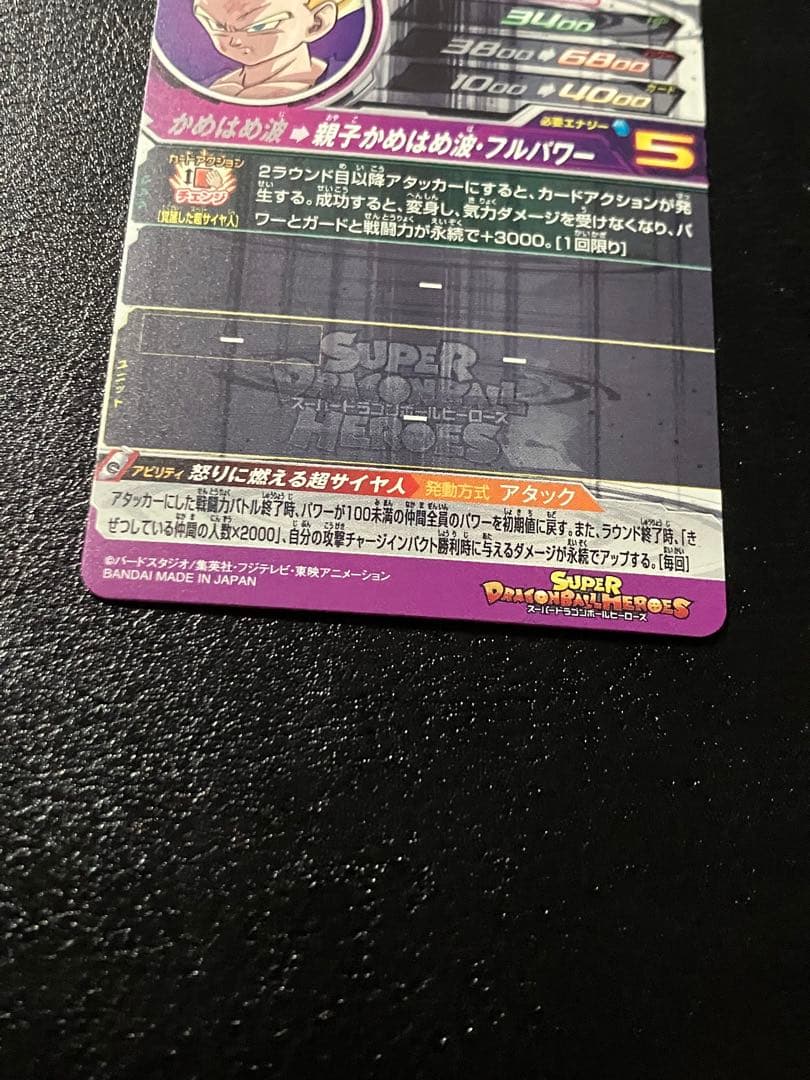 3400 HP
3800➡6800 パワー
1000➡4000 ガード
かめはめ波➡親子かめはめ波・フルパワー 必要エナジー 5
カードアクション
チェンジ
[覚醒した超サイヤ人]
2ラウンド目以降アタッカーにすると、カードアクションが発
生する。成功すると、変身し、気力ダメージを受けなくなり、パ
ワーとガードと戦闘力が永続で+3000。[1回限り]
-
- -
ユニット
-
SUPER
DRAGONBALL
スーパードラゴンボールヒーローズ
HEROES
アビリティ 怒りに燃える超サイヤ人 発動方式 アタック
アタッカーにした戦闘力バトル終了時、パワーが100未満の仲間全員のパワーを初期値に戻す。また、ラウンド終了時、「き
ぜつしている仲間の人数×2000」、自分の攻撃チャージインパクト勝利時に与えるダメージが永続でアップする。[毎回]
©バードスタジオ/集英社・フジテレビ・東映アニメーション
BANDAI MADE IN JAPAN
SUPER
DRAGONBALL HEROES
スーパードラゴンボールヒーローズ